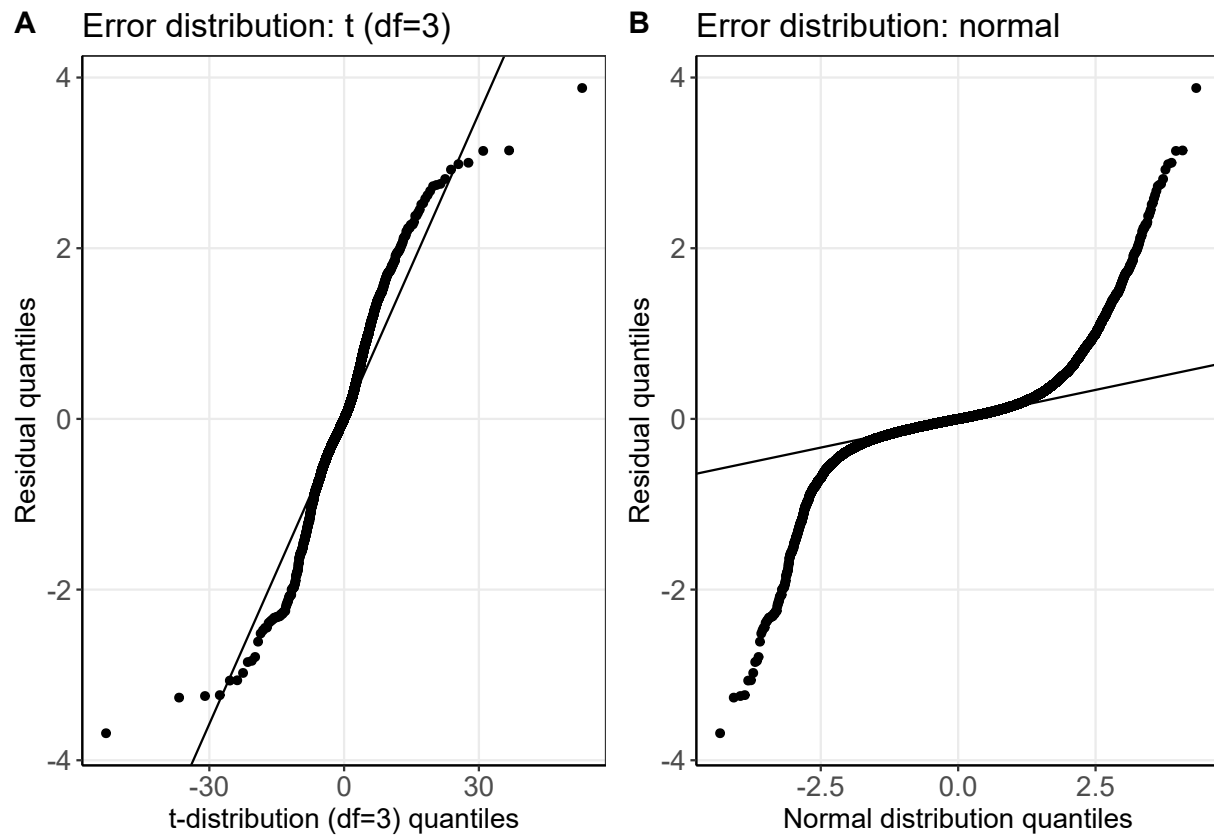 A Error distribution: t (df=3)
4
2
0
-2
-4
Residual quantiles
-30 0 30
t-distribution (df=3) quantiles
B Error distribution: normal
4
2
0
-2
-4
Residual quantiles
-2.5 0.0 2.5
Normal distribution quantiles